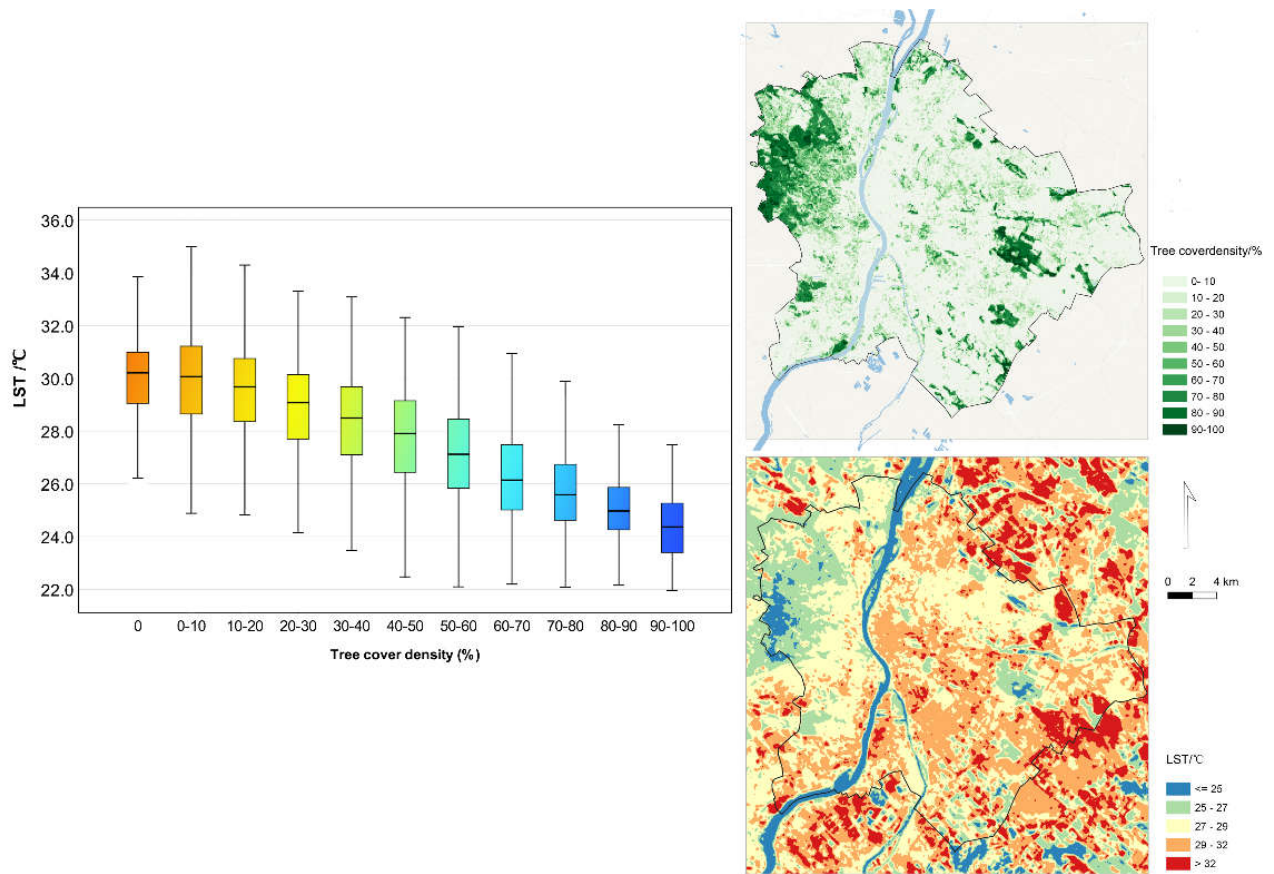 36.0
34.0
32.0
30.0
28.0
26.0
24.0
22.0
LST /℃
0 0-10 10-20 20-30 30-40 40-50 50-60 60-70 70-80 80-90 90-100
Tree cover density (%)
Tree coverdensity/%
0- 10
10 - 20
20 - 30
30 - 40
40 - 50
50 - 60
60 - 70
70 - 80
80 - 90
90-100
0 2 4 km
LST/℃
<= 25
25 - 27
27 - 29
29 - 32
> 32